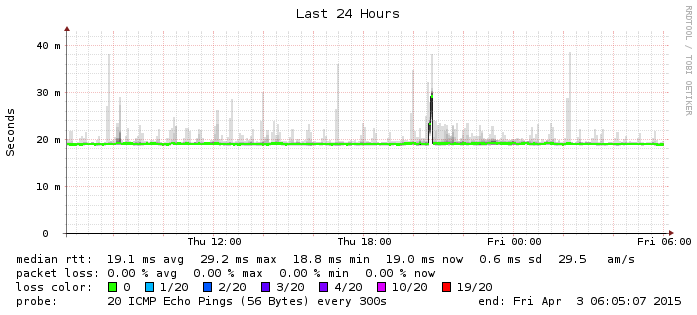 Last 24 Hours
RRDTOOL / TOBI OETIKER
Seconds
40 m
30 m
20 m
10 m
0
Thu 12:00 Thu 18:00 Fri 00:00 Fri 06:00
median rtt: 19.1 ms avg 29.2 ms max 18.8 ms min 19.0 ms now 0.6 ms sd 29.5 am/s
packet loss: 0.00 % avg 0.00 % max 0.00 % min 0.00 % now
loss color: 0 1/20 2/20 3/20 4/20 10/20 19/20
probe: 20 ICMP Echo Pings (56 Bytes) every 300s end: Fri Apr 3 06:05:07 2015